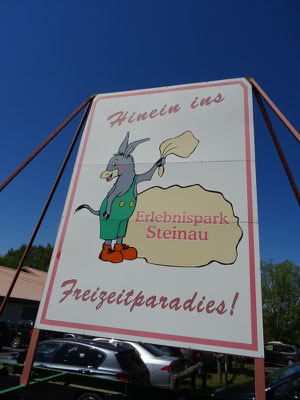 Hinein ins
Erlebnispark
Steinau
Freizeitparadies!